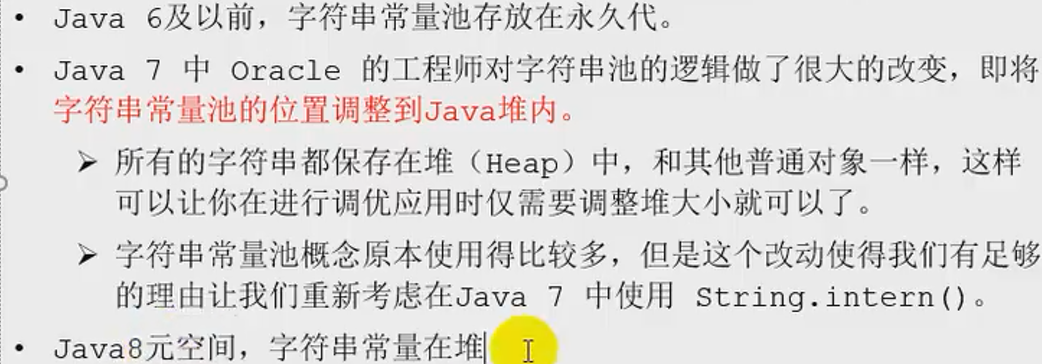 • Java 6及以前，字符串常量池存放在永久代。
• Java 7 中 Oracle 的工程师对字符串池的逻辑做了很大的改变，即将
字符串常量池的位置调整到Java堆内。
➢ 所有的字符串都保存在堆（Heap）中，和其他普通对象一样，这样
可以让你在进行调优应用时仅需要调整堆大小就可以了。
➢ 字符串常量池概念原本使用得比较多，但是这个改动使得我们有足够
的理由让我们重新考虑在Java 7 中使用 String.intern()。
• Java8元空间，字符串常量在堆